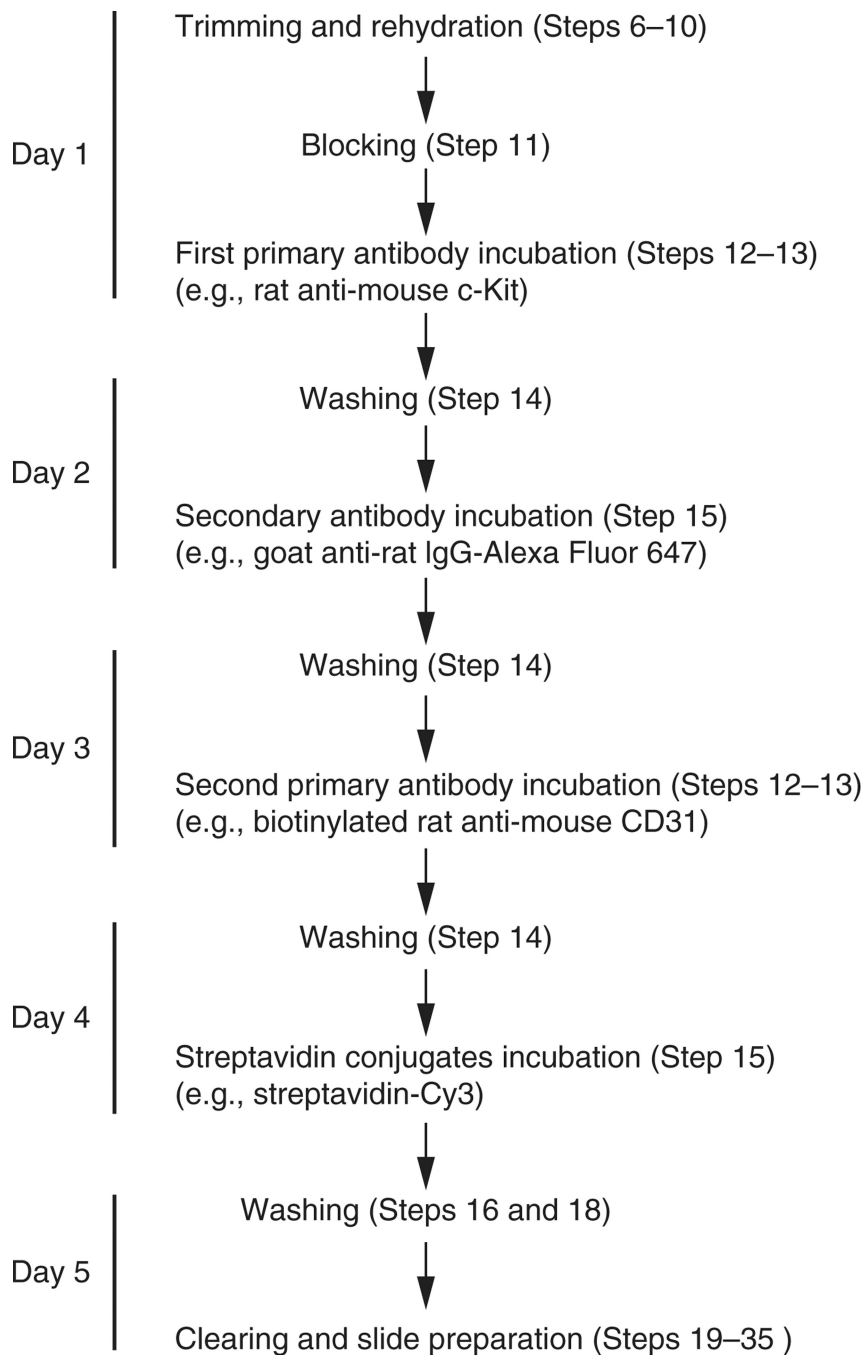 Trimming and rehydration (Steps 6–10)
Day 1
Blocking (Step 11)
First primary antibody incubation (Steps 12–13)
(e.g., rat anti-mouse c-Kit)
Washing (Step 14)
Day 2
Secondary antibody incubation (Step 15)
(e.g., goat anti-rat IgG-Alexa Fluor 647)
Washing (Step 14)
Day 3
Second primary antibody incubation (Steps 12–13)
(e.g., biotinylated rat anti-mouse CD31)
Washing (Step 14)
Day 4
Streptavidin conjugates incubation (Step 15)
(e.g., streptavidin-Cy3)
Washing (Steps 16 and 18)
Day 5
Clearing and slide preparation (Steps 19–35 )